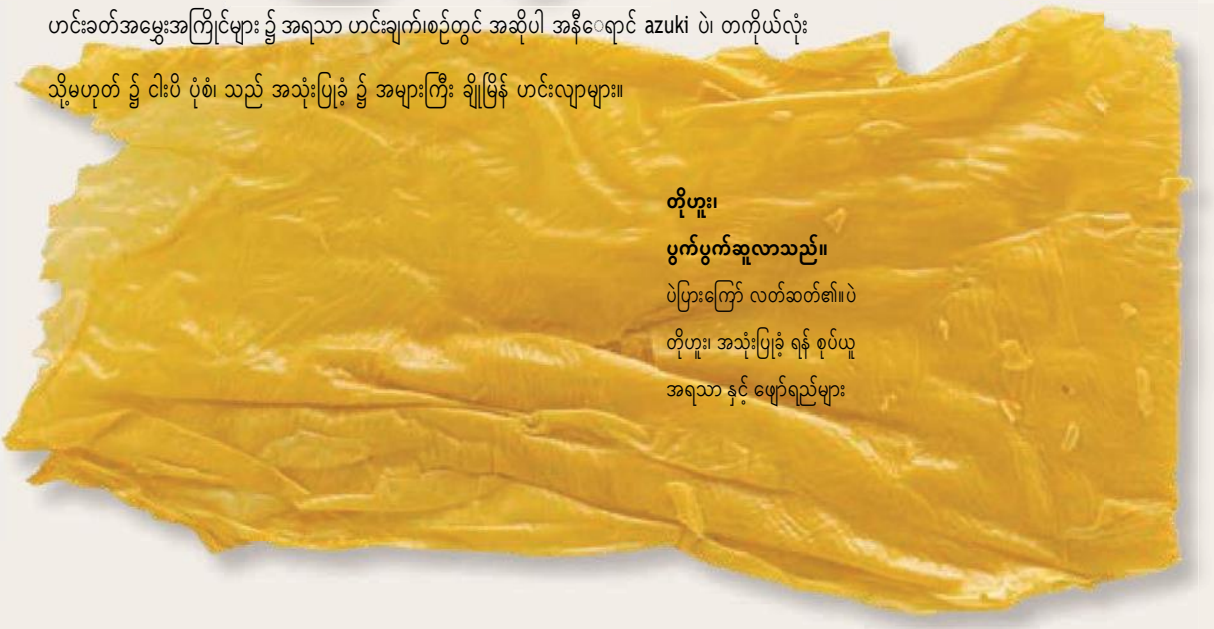 ဟင်းခတ်အမွှေးအကြိုင်များ ၌ အရသာ ဟင်းချက်၊စဉ်တွင် အဆိုပါ အနီေရာင် azuki ပဲ၊ တကိုယ်လုံး
သို့မဟုတ် ၌ ငါးပိ ပုံစံ၊ သည် အသုံးပြုခံ့ ၌ အများကြီး ချိုမြိန် ဟင်းလျာများ။
တိုဟူး၊
ပွက်ပွက်ဆူလာသည်။
ပဲပြားကြော် လတ်ဆတ်၏။ပဲ
တိုဟူး၊ အသုံးပြုခံ့ ရန် စုပ်ယူ
အရသာ နှင့် ဖျော်ရည်များ